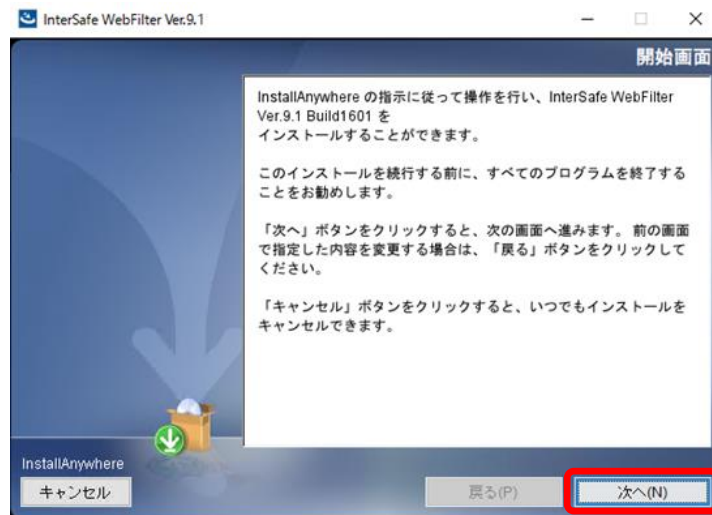 InterSafe WebFilter Ver.9.1
開始画面
InstallAnywhere の指示に従って操作を行い、InterSafe WebFilter
Ver.9.1 Build1601 を
インストールすることができます。
このインストールを続行する前に、すべてのプログラムを終了する
ことをお勧めします。
「次へ」ボタンをクリックすると、次の画面へ進みます。 前の画面
で指定した内容を変更する場合は、「戻る」ボタンをクリックして
ください。
「キャンセル」ボタンをクリックすると、いつでもインストールを
キャンセルできます。
InstallAnywhere
キャンセル
戻る(P)
次へ(N)